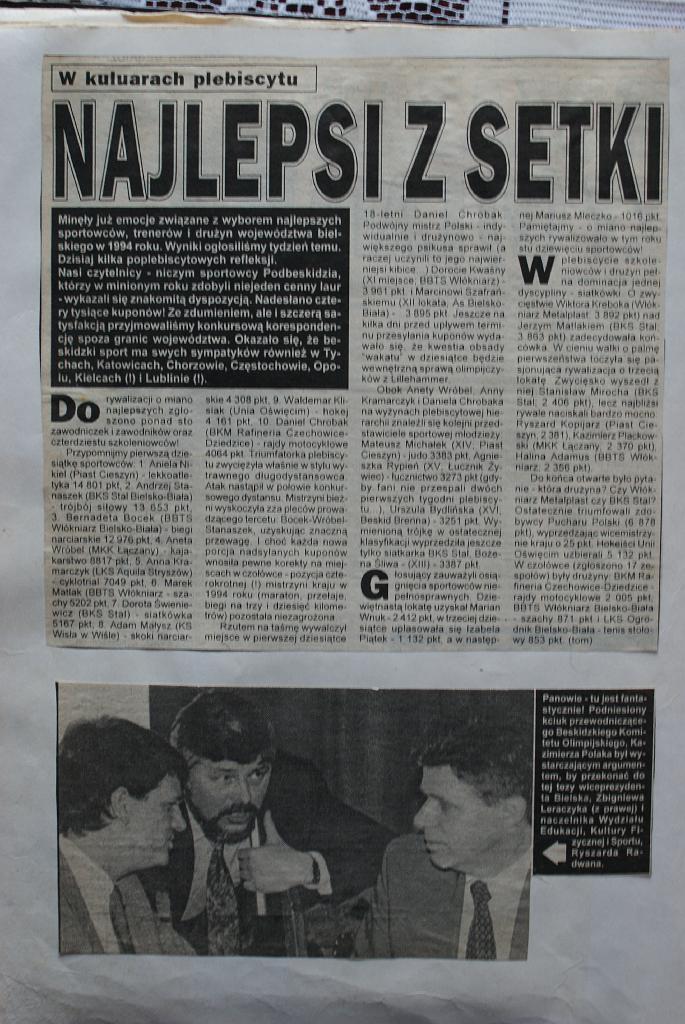 W kuluarach plebiscytu
NAJLEPSI Z SETKI
Minęły już emocje związane z wyborem najlepszych
sportowców, trenerów i drużyn województwa biel-
skiego w 1994 roku. Wyniki ogłosiliśmy tydzień temu.
Dzisiaj kilka poplebiscytowych refleksji.
Nasi czytelnicy - niczym sportowcy Podbeskidzia,
którzy w minionym roku zdobyli niejeden cenny laur
- wykazali się znakomitą dyspozycją. Nadesłano czte-
ry tysiące kuponów! Ze zdumieniem, ale i szczerą sa-
tysfakcją przyjmowaliśmy konkursową koresponden-
cję spoza granic województwa. Okazało się, że be-
skidzki sport ma swych sympatyków również w Ty-
chach, Katowicach, Chorzowie, Częstochowie, Opo-
lu, Kielcach (!) i Lublinie (!).
Do rywalizacji o miano
najlepszych zgło-
szono ponad sto
zawodniczek i zawodników oraz
czterdziestu szkoleniowców!
Przypomnijmy pierwszą dzie-
siątkę sportowców: 1. Aniela Ni-
kiel (Piast Cieszyn) - lekkoatle-
tyka 14 801 pkt, 2. Andrzej Sta-
naszek (BKS Stal Bielsko-Biała)
- trójbój siłowy 13 653 pkt,
3. Bernadeta Bocek (BBTS
Włókniarz Bielsko-Biała) - biegi
narciarskie 12 976 pkt, 4. Aneta
Wróbel (MKK Łączany) - kaja-
karstwo 8817 pkt, 5. Anna Kra-
marczyk (LKS Aquila Stryszów)
- cyklotrial 7049 pkt, 6. Marek
Matlak (BBTS Włókniarz - sza-
chy 5202 pkt, 7. Dorota Świenie-
wicz (BKS Stal) - siatkówka
5167 pkt, 8. Adam Małysz (KS
Wisła w Wiśle) - skoki narciar-
skie 4 308 pkt, 9. Waldemar Kli-
siak (Unia Oświęcim) - hokej
4 161 pkt, 10. Daniel Chrobak
(BKM Rafineria Czechowice-
Dziedzice - rajdy motocyklowe
4064 pkt. Triumfatorka plebiscy-
tu zwyciężyła właśnie w stylu wy-
trawnego długodystansowca.
Atak nastąpił w połowie konkur-
sowego dystansu. Mistrzyni bież-
ni wyskoczyła zza pleców prowa-
dzącego tercetu: Bocek-Wróbel-
Stanaszek, uzyskując znaczną
przewagę. I choć każda nowa
porcja nadsyłanych kuponów
wnosiła pewne korekty na miej-
scach w czołówce - pozycja czte-
rokrotnej (!) mistrzyni kraju w
1994 roku (maraton, przełaje,
biegi na trzy i dziesięć kilome-
trów) pozostała niezagrożona.
Rzutem na taśmę wywalczył
miejsce w pierwszej dziesiątce
18-letni Daniel Chrobak
Podwójny mistrz Polski - indy-
widualnie i drużynowo - naj-
większego psikusa sprawił (a
raczej uczynili to jego najwier-
niejsi kibice...) Dorocie Kwaśny
(XI miejsce; BBTS Włókniarz) -
3 961 pkt i Marcinowi Szafrań-
skiemu (XII lokata, As Bielsko-
Biała) - 3 895 pkt. Jeszcze na
kilka dni przed upływem termi-
nu przesyłania kuponów wyda-
wało się, że kwestia obsady
"wakatu" w dziesiątce będzie
wewnętrzną sprawą olimpijczy-
ków z Lillehammer.
Obok Anety Wróbel, Anny
Kramarczyk i Daniela Chrobaka
na wyżynach plebiscytowej hie-
rarchii znaleźli się kolejni przed-
stawiciele sportowej młodzieży:
Mateusz Michałek (XIV, Piast
Cieszyn) - judo 3383 pkt, Agniesz-
ka Rypień (XV, Łucznik Ży-
wiec) - łucznictwo 3273 pkt (gdy-
by fani nie przespali dwóch
pierwszych tygodni plebiscy-
tu...), Urszula Bydlińska (XVI,
Beskid Brenna) - 3251 pkt. Wy-
mienioną trójkę w ostatecznej
klasyfikacji wyprzedziła jeszcze
tylko siatkarka BKS Stal, Boże-
na Śliwa - (XIII) - 3387 pkt.
Głosujący zauważyli osią-
gnięcia sportowców nie-
pełnosprawnych. Dzie-
więtnastą lokatę uzyskał Marian
Wnuk - 2 412 pkt, w trzeciej dzie-
siątce uplasowała się Izabela
Piątek - 1 132 pkt, a w następ-
nej Mariusz Mleczko - 1016 pkt.
Pamiętajmy - o miano najlep-
szych rywalizowało w tym roku
stu dziewięciu sportowców!
W plebiscycie szkole-
niowców i drużyn peł-
na dominacja jednej
dyscypliny - siatkówki. O zwy-
cięstwie Wiktora Kreboka (Włók-
niarz Metalplast 3 892 pkt) nad
Jerzym Matlakiem (BKS Stal
3 863 pkt) zadecydowała koń-
cówka. W cieniu walki o palmę
pierwszeństwa toczyła się pa-
sjonująca rywalizacja o trzecią
lokatę. Zwycięsko wyszedł z
niej Stanisław Mirocha (BKS
Stal, 2 406 pkt), lecz najbliżsi
rywale naciskali bardzo mocno:
Ryszard Kopijarz (Piast Cie-
szyn, 2 381), Kazimierz Płaczkow-
ski (MKK Łączany, 2 370 pkt),
Halina Adamus (BBTS Włók-
niarz, 2 356 pkt).
Do końca otwarte było pyta-
nie - która drużyna? Czy Włók-
niarz Metalplast czy BKS Stal?
Ostatecznie triumfowali zdo-
bywcy Pucharu Polski (6 878
pkt), wyprzedzając wicemistrzy-
nie kraju o 25 pkt. Hokeiści Unii
Oświęcim uzbierali 5 132 pkt.
W czołówce (zgłoszono 17 ze-
społów) były drużyny: BKM Ra-
fineria Czechowice-Dziedzice -
rajdy motocyklowe 2 005 pkt,
BBTS Włókniarz Bielsko-Biała
- szachy 871 pkt i LKS Ogro-
dnik Bielsko-Biała - tenis stoło-
wy 853 pkt. (tom)
Panowie - tu jest fanta-
stycznie! Podniesiony
kciuk przewodniczące-
go Beskidzkiego Komi-
tetu Olimpijskiego, Ka-
zimierza Polaka był wy-
starczającym argumen-
tem, by przekonać do
tej tezy wiceprezyden-
ta Bielska, Zbigniewa
Leraczyka (z prawej) i
naczelnika Wydziału
Edukacji, Kultury Fi-
zycznej i Sportu,
Ryszarda Ra-
dwana.